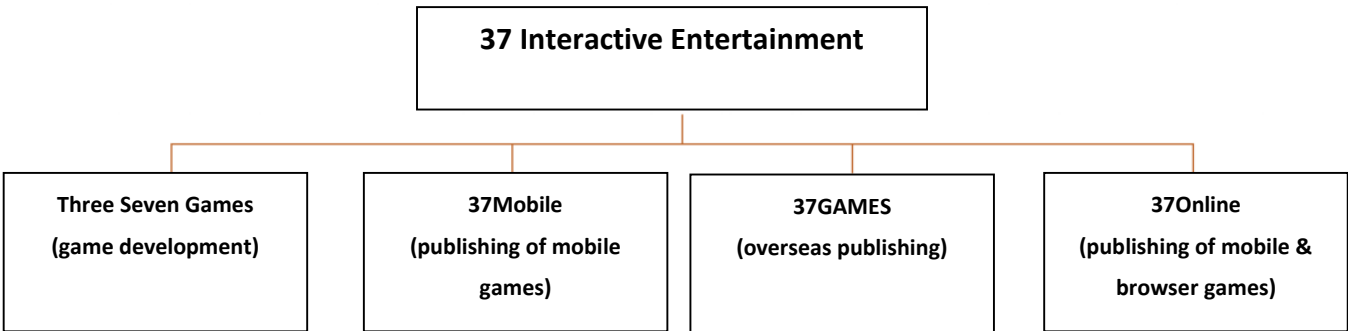 37 Interactive Entertainment
Three Seven Games
(game development)
37Mobile
(publishing of mobile
games)
37GAMES
(overseas publishing)
37Online
(publishing of mobile &
browser games)